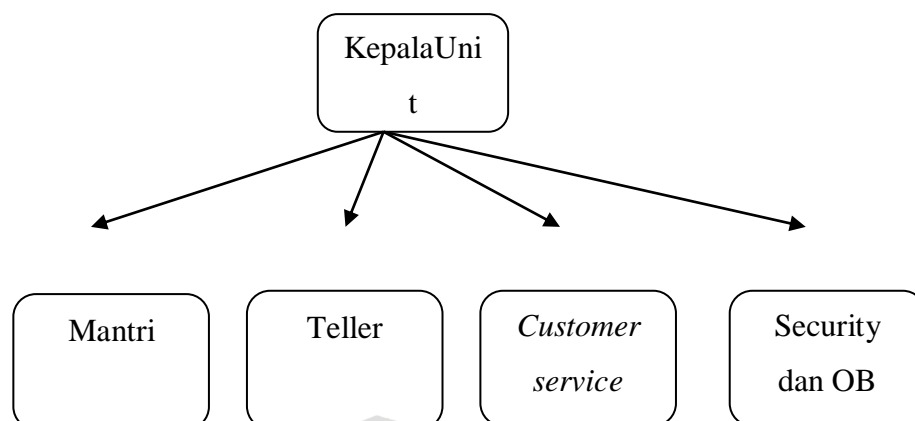 KepalaUni
t
Mantri
Teller
Customer
service
Security
dan OB